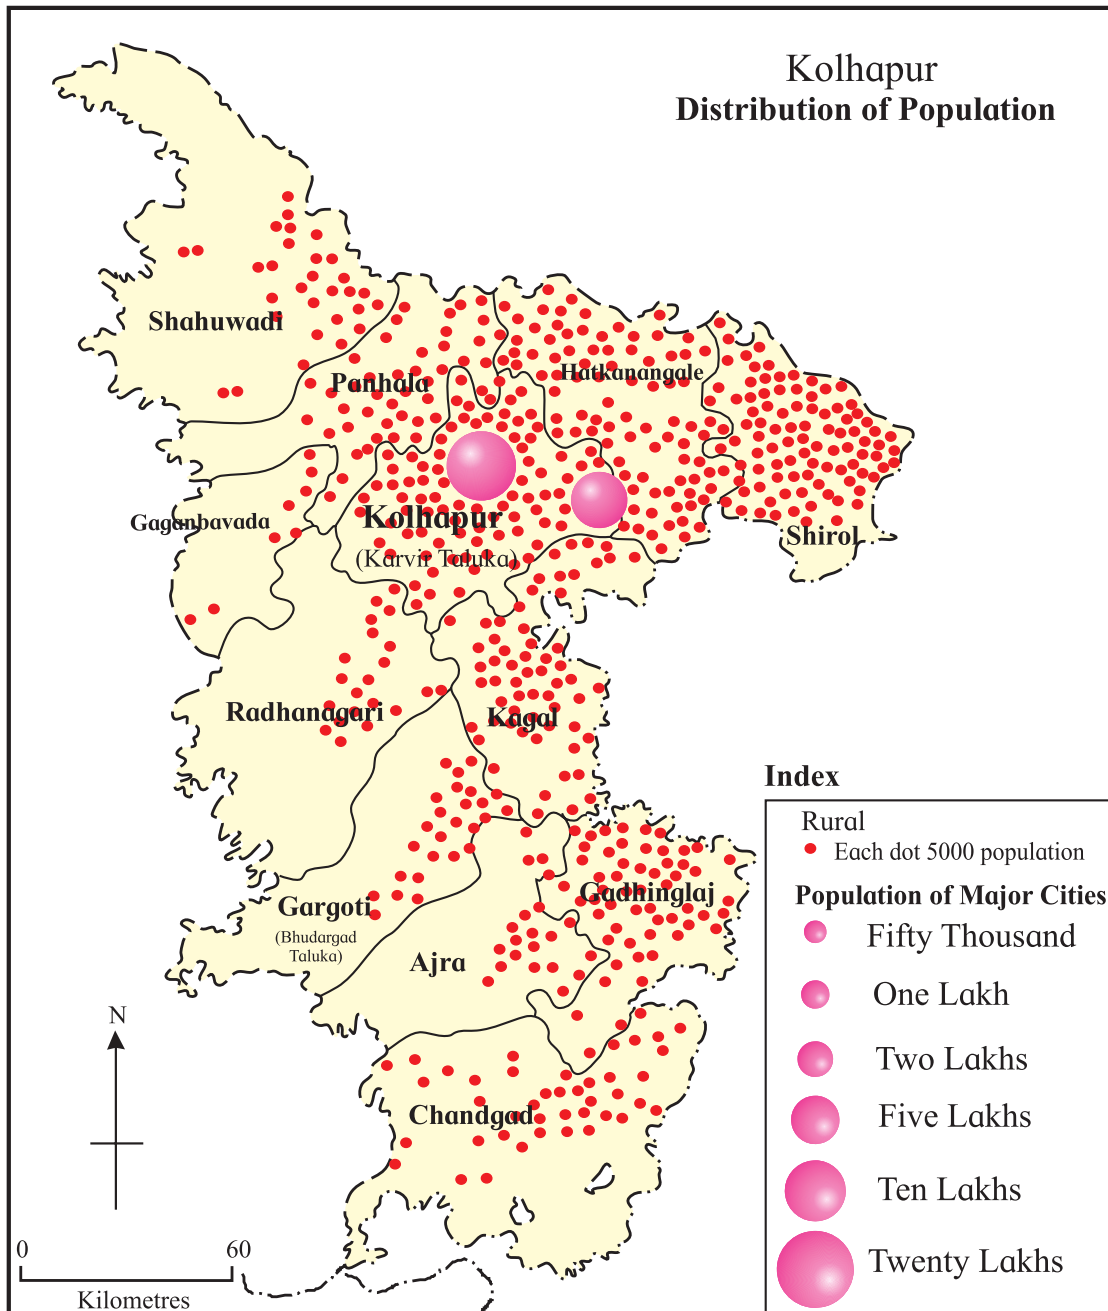 Kolhapur
Distribution of Population
Shahuwadi
Panhala
Hatkanangale
Gaganbavada
Kolhapur
(Karvir Taluka)
Shirol
Radhanagari
Kagal
Gargoti
(Bhudargad
Taluka)
Gadhinglaj
Ajra
Chandgad
N
0 60
Kilometres
Index
Rural
Each dot 5000 population
Population of Major Cities
Fifty Thousand
One Lakh
Two Lakhs
Five Lakhs
Ten Lakhs
Twenty Lakhs